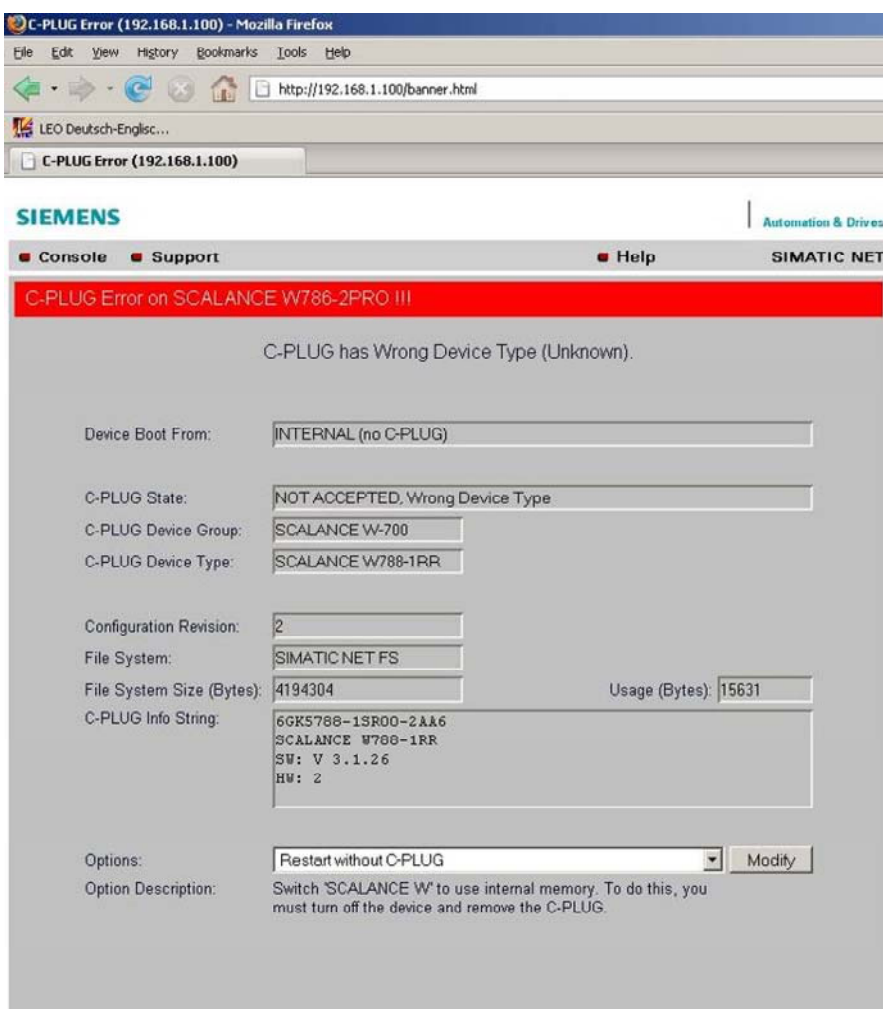 C-PLUG Error (192.168.1.100) - Mozilla Firefox
File Edit View History Bookmarks Tools Help
http://192.168.1.100/banner.html
LEO Deutsch-Englisc...
C-PLUG Error (192.168.1.100)
SIEMENS
Automation & Drives
Console Support Help SIMATIC NET
C-PLUG Error on SCALANCE W786-2PRO !!!
C-PLUG has Wrong Device Type (Unknown).
Device Boot From: INTERNAL (no C-PLUG)
C-PLUG State: NOT ACCEPTED, Wrong Device Type
C-PLUG Device Group: SCALANCE W-700
C-PLUG Device Type: SCALANCE W788-1RR
Configuration Revision: 2
File System: SIMATIC NET FS
File System Size (Bytes): 4194304 Usage (Bytes): 15631
C-PLUG Info String: 6GK5788-1SR00-2AA6
SCALANCE W788-1RR
SW: V 3.1.26
HW: 2
Options: Restart without C-PLUG Modify
Option Description: Switch 'SCALANCE W' to use internal memory. To do this, you
must turn off the device and remove the C-PLUG.